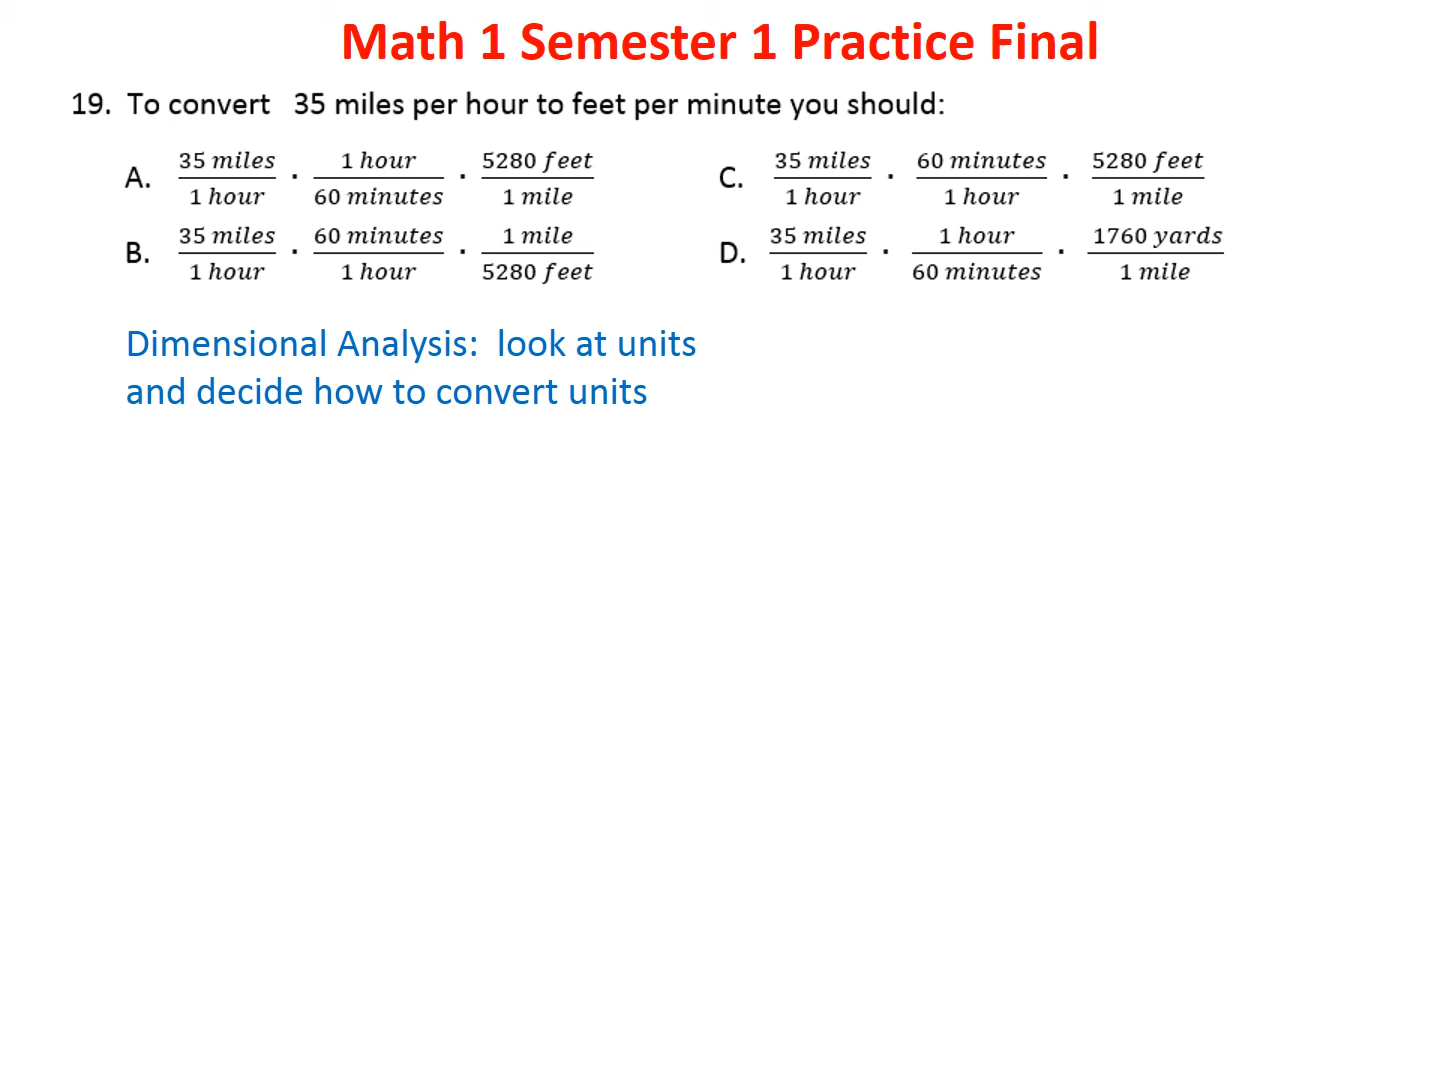 Math 1 Semester 1 Practice Final
19. To convert 35 miles per hour to feet per minute you should:
A. 35 miles / 1 hour · 1 hour / 60 minutes · 5280 feet / 1 mile
B. 35 miles / 1 hour · 60 minutes / 1 hour · 1 mile / 5280 feet
C. 35 miles / 1 hour · 60 minutes / 1 hour · 5280 feet / 1 mile
D. 35 miles / 1 hour · 1 hour / 60 minutes · 1760 yards / 1 mile
Dimensional Analysis: look at units
and decide how to convert units